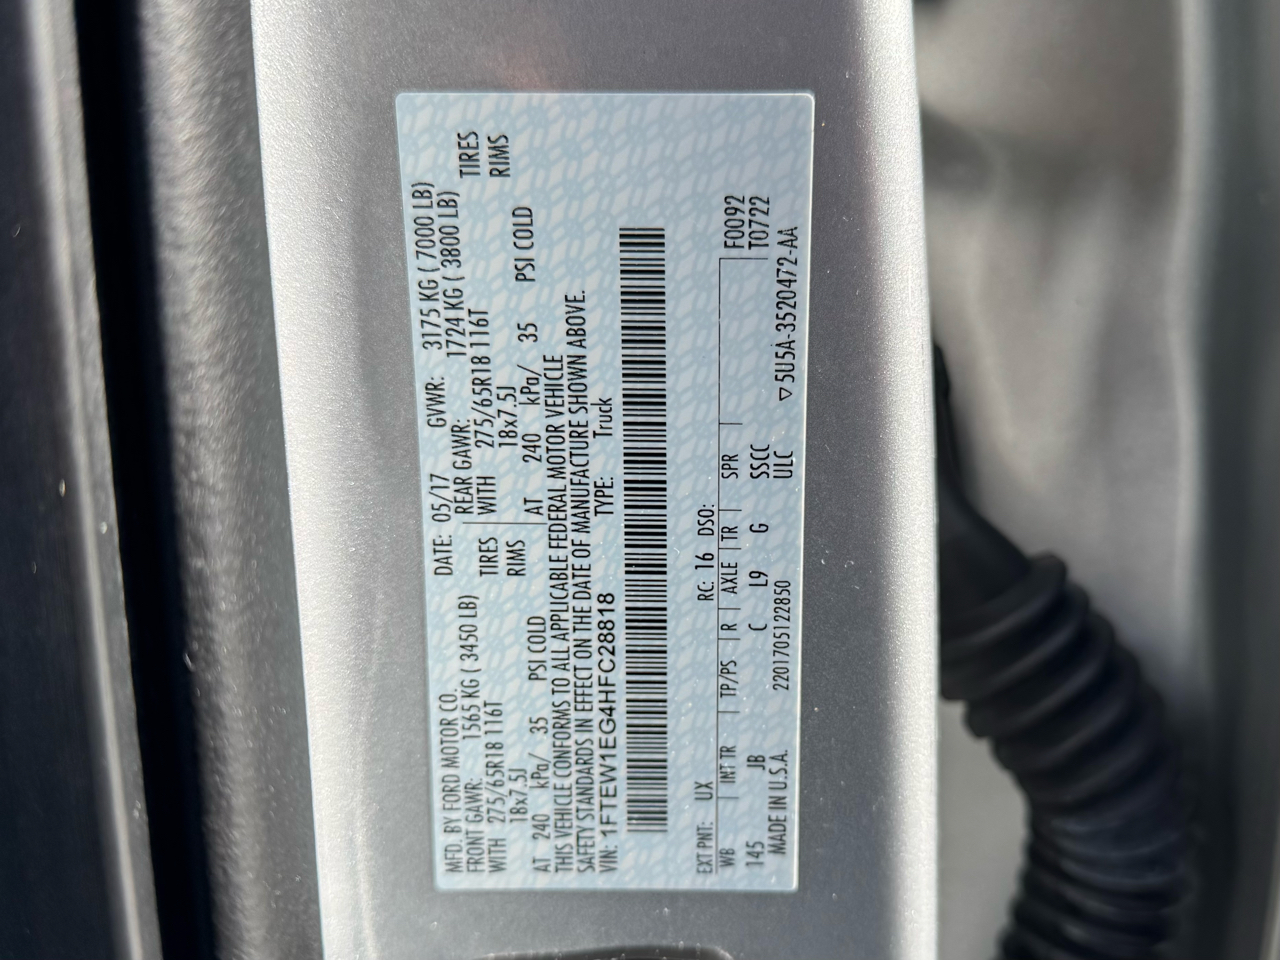 MFD. BY FORD MOTOR CO. DATE: 05/17 GVWR: 3175 KG ( 7000 LB)
FRONT GAWR: 1565 KG ( 3450 LB) REAR GAWR: 1724 KG ( 3800 LB)
WITH 275/65R18 116T TIRES WITH 275/65R18 116T TIRES
18x7.5J RIMS 18x7.5J RIMS
AT 240 kPa/ 35 PSI COLD AT 240 kPa/ 35 PSI COLD
THIS VEHICLE CONFORMS TO ALL APPLICABLE FEDERAL MOTOR VEHICLE
SAFETY STANDARDS IN EFFECT ON THE DATE OF MANUFACTURE SHOWN ABOVE.
VIN: 1FTEW1EG4HFC28818 TYPE: Truck
EXT PNT: UX RC: 16 DSO:
WB INT TR TP/PS R AXLE TR SPR F0092
145 JB C L9 G SSCC T0722
MADE IN U.S.A. 2201705122850 ULC ▽5U5A-3520472-AA